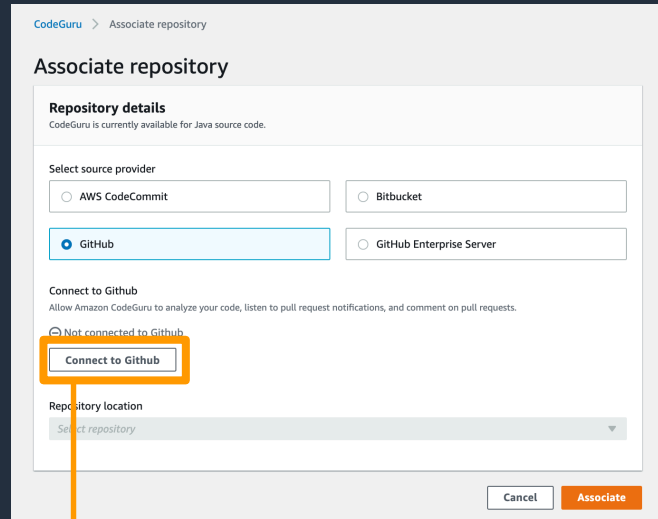 CodeGuru > Associate repository
Associate repository
Repository details
CodeGuru is currently available for Java source code.
Select source provider
AWS CodeCommit
Bitbucket
GitHub
GitHub Enterprise Server
Connect to Github
Allow Amazon CodeGuru to analyze your code, listen to pull request notifications, and comment on pull requests.
Not connected to Github
Connect to Github
Repository location
Select repository
Cancel
Associate